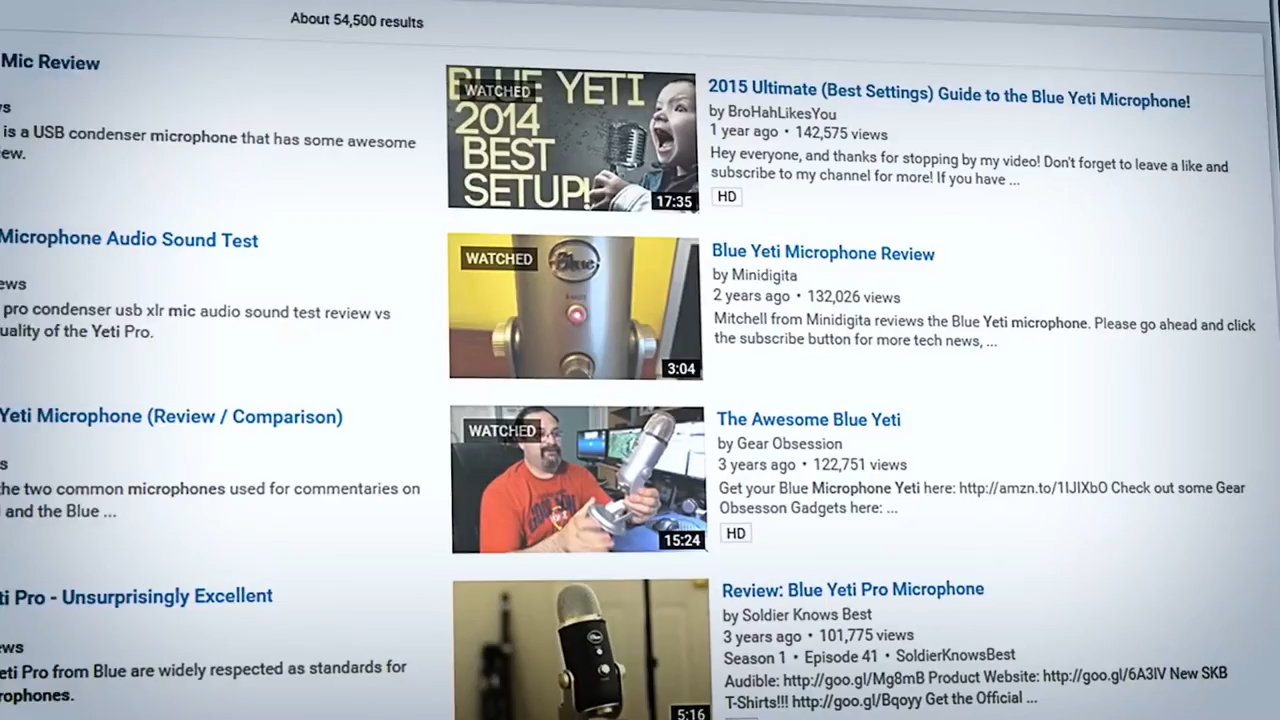 About 54,500 results
Mic Review
is a USB condenser microphone that has some awesome
Microphone Audio Sound Test
pro condenser usb xlr mic audio sound test review vs
quality of the Yeti Pro.
Yeti Microphone (Review / Comparison)
the two common microphones used for commentaries on
and the Blue ...
Pro - Unsurprisingly Excellent
Pro from Blue are widely respected as standards for
BLUE YETI
WATCHED
2014
BEST
SETUP!
17:35
2015 Ultimate (Best Settings) Guide to the Blue Yeti Microphone!
by BroHahLikesYou
1 year ago • 142,575 views
Hey everyone, and thanks for stopping by my video! Don't forget to leave a like and
subscribe to my channel for more! If you have ...
HD
WATCHED
Blue
3:04
Blue Yeti Microphone Review
by Minidigita
2 years ago • 132,026 views
Mitchell from Minidigita reviews the Blue Yeti microphone. Please go ahead and click
the subscribe button for more tech news, ...
WATCHED
15:24
The Awesome Blue Yeti
by Gear Obsession
3 years ago • 122,751 views
Get your Blue Microphone Yeti here: http://amzn.to/1IJIXbO Check out some Gear
Obsesson Gadgets here: ...
HD
5:16
Review: Blue Yeti Pro Microphone
by Soldier Knows Best
3 years ago • 101,775 views
Season 1 • Episode 41 • SoldierKnowsBest
Audible: http://goo.gl/Mg8mB Product Website: http://goo.gl/6A3lV New SKB
T-Shirts!!! http://goo.gl/Bqoyy Get the Official ...